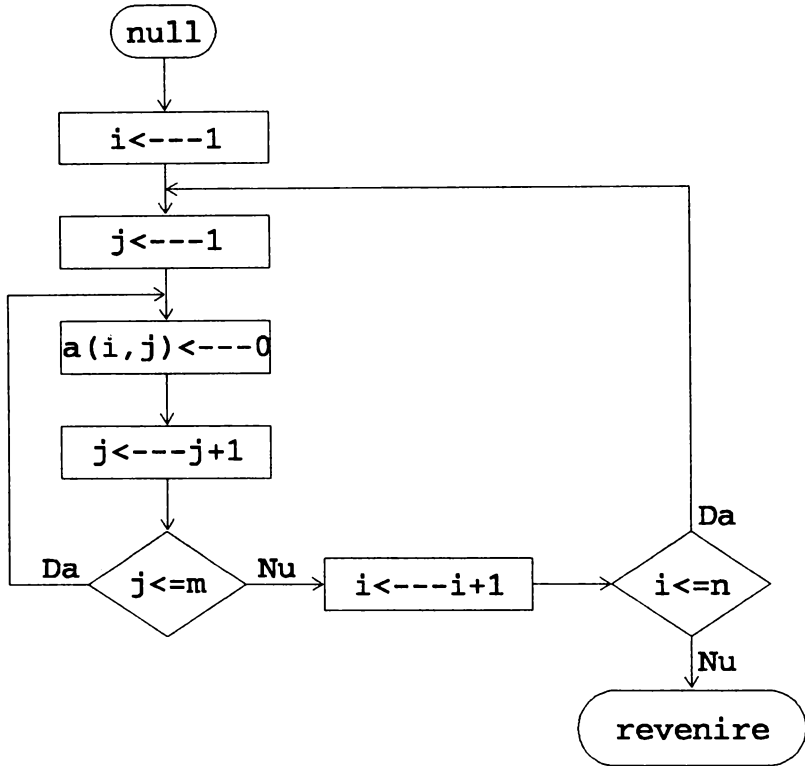 null
i<---1
j<---1
a(i,j)<---0
j<---j+1
Da
j<=m
Nu
i<---i+1
Da
i<=n
Nu
revenire